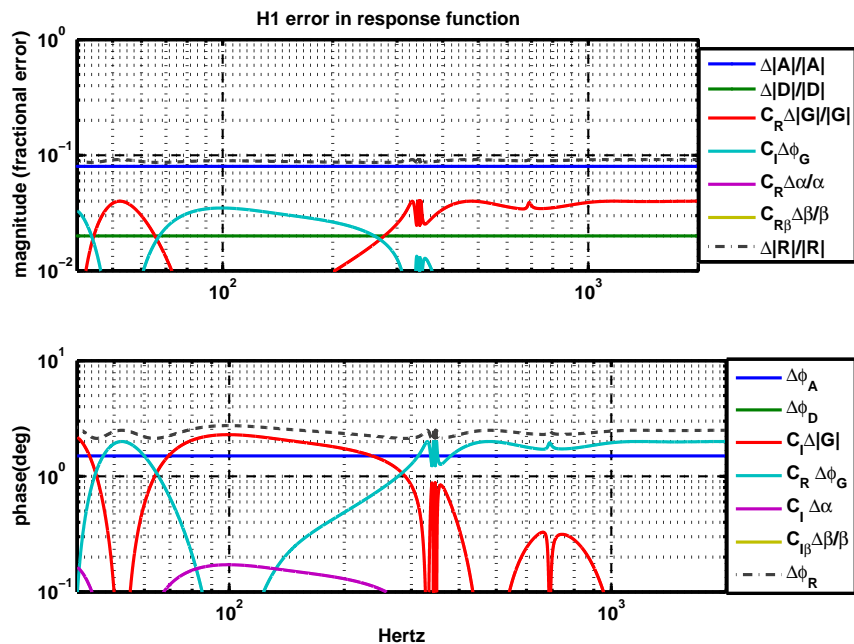 H1 error in response function
magnitude (fractional error)
10^0
10^−1
10^−2
10^2
10^3
Δ|A|/|A|
Δ|D|/|D|
C_R Δ|G|/|G|
C_I Δϕ_G
C_R Δα/α
C_Rβ Δβ/β
Δ|R|/|R|
phase(deg)
10^1
10^0
10^−1
10^2
10^3
Hertz
Δϕ_A
Δϕ_D
C_I Δ|G|
C_R Δϕ_G
C_I Δα
C_Iβ Δβ/β
Δϕ_R